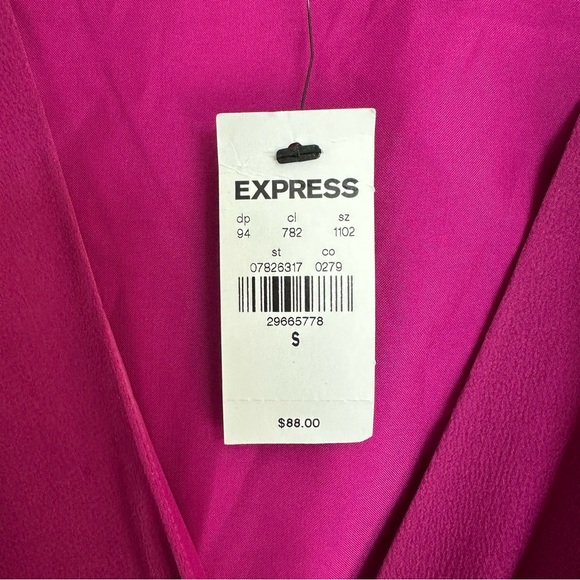 EXPRESS
dp cl sz
94 782 1102
st co
07826317 0279
29665778
S
$88.00